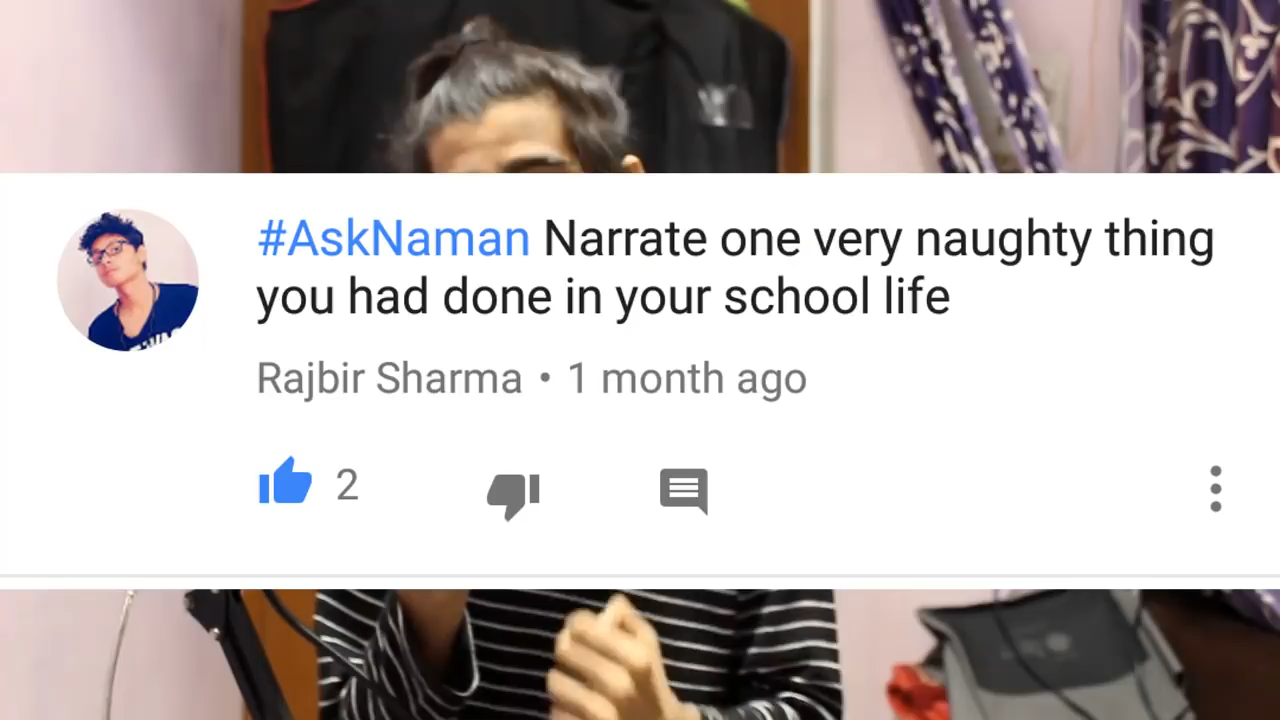 #AskNaman Narrate one very naughty thing
you had done in your school life
Rajbir Sharma • 1 month ago
2